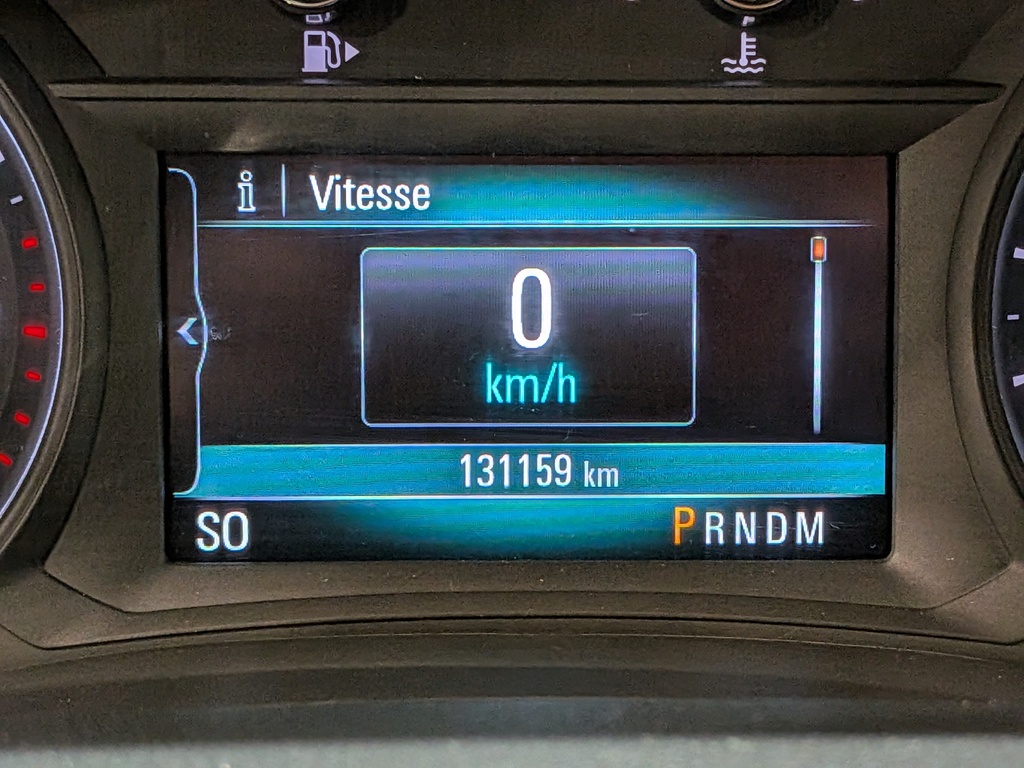 i Vitesse
0
km/h
131159 km
SO PRNDM